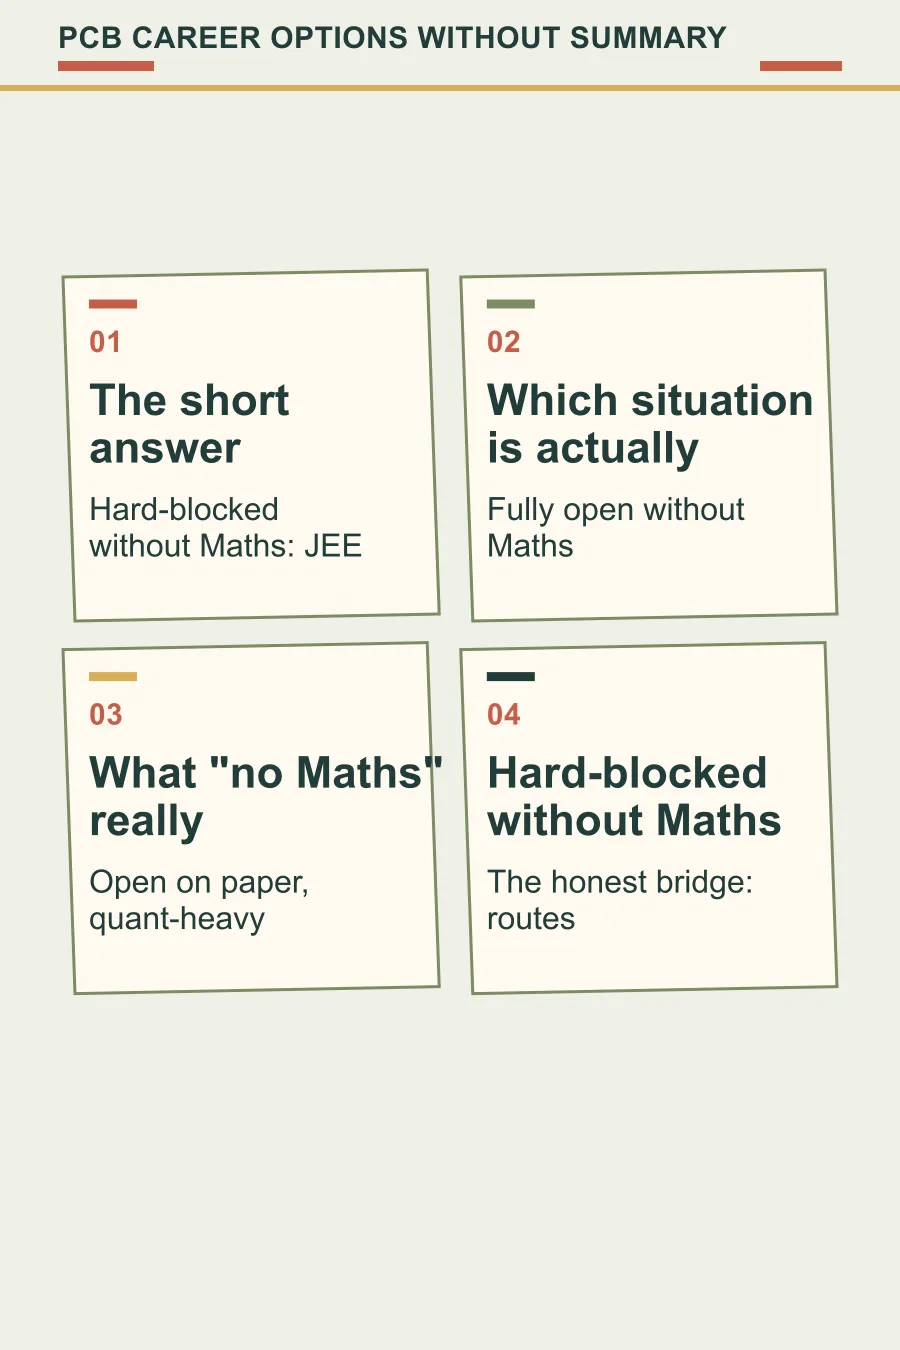 PCB CAREER OPTIONS WITHOUT SUMMARY
01
The short
answer
Hard-blocked
without Maths: JEE
02
Which situation
is actually
Fully open without
Maths
03
What "no Maths"
really
Open on paper,
quant-heavy
04
Hard-blocked
without Maths
The honest bridge:
routes